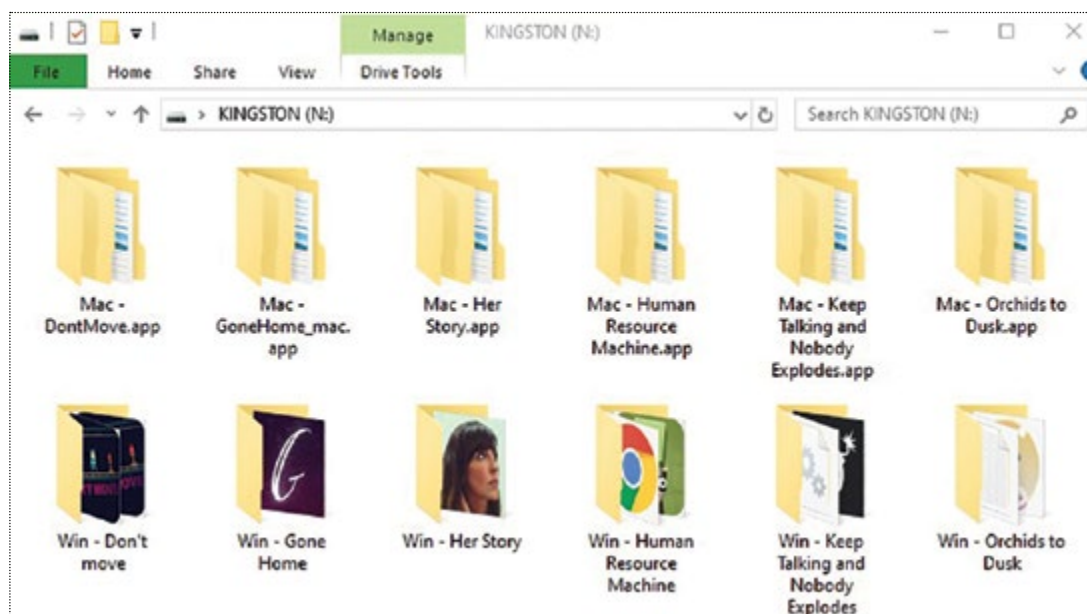 Manage KINGSTON (N:)
File Home Share View Drive Tools
KINGSTON (N:) Search KINGSTON (N:)
Mac -
DontMove.app
Mac -
GoneHome_mac.
app
Mac - Her
Story.app
Mac - Human
Resource
Machine.app
Mac - Keep
Talking and
Nobody
Explodes.app
Mac - Orchids to
Dusk.app
Win - Don't
move
Win - Gone
Home
Win - Her Story
Win - Human
Resource
Machine
Win - Keep
Talking and
Nobody
Explodes
Win - Orchids to
Dusk